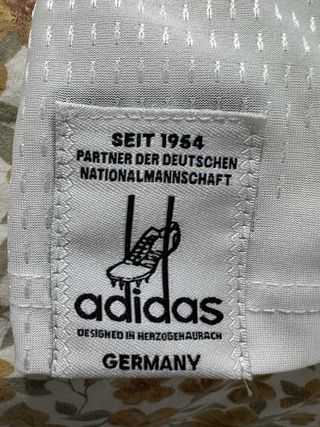 SEIT 1954
PARTNER DER DEUTSCHEN
NATIONALMANNSCHAFT
adidas
DESIGNED IN HERZOGENAURACH
GERMANY